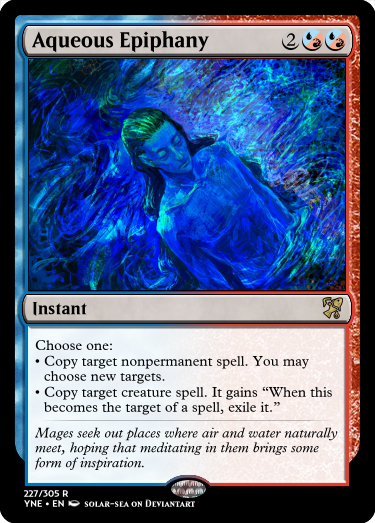 Aqueous Epiphany 2
Instant
Choose one:
• Copy target nonpermanent spell. You may
choose new targets.
• Copy target creature spell. It gains “When this
becomes the target of a spell, exile it.”
Mages seek out places where air and water naturally
meet, hoping that meditating in them brings some
form of inspiration.
227/305 R
YNE • EN SOLAR-SEA ON DEVIANTART